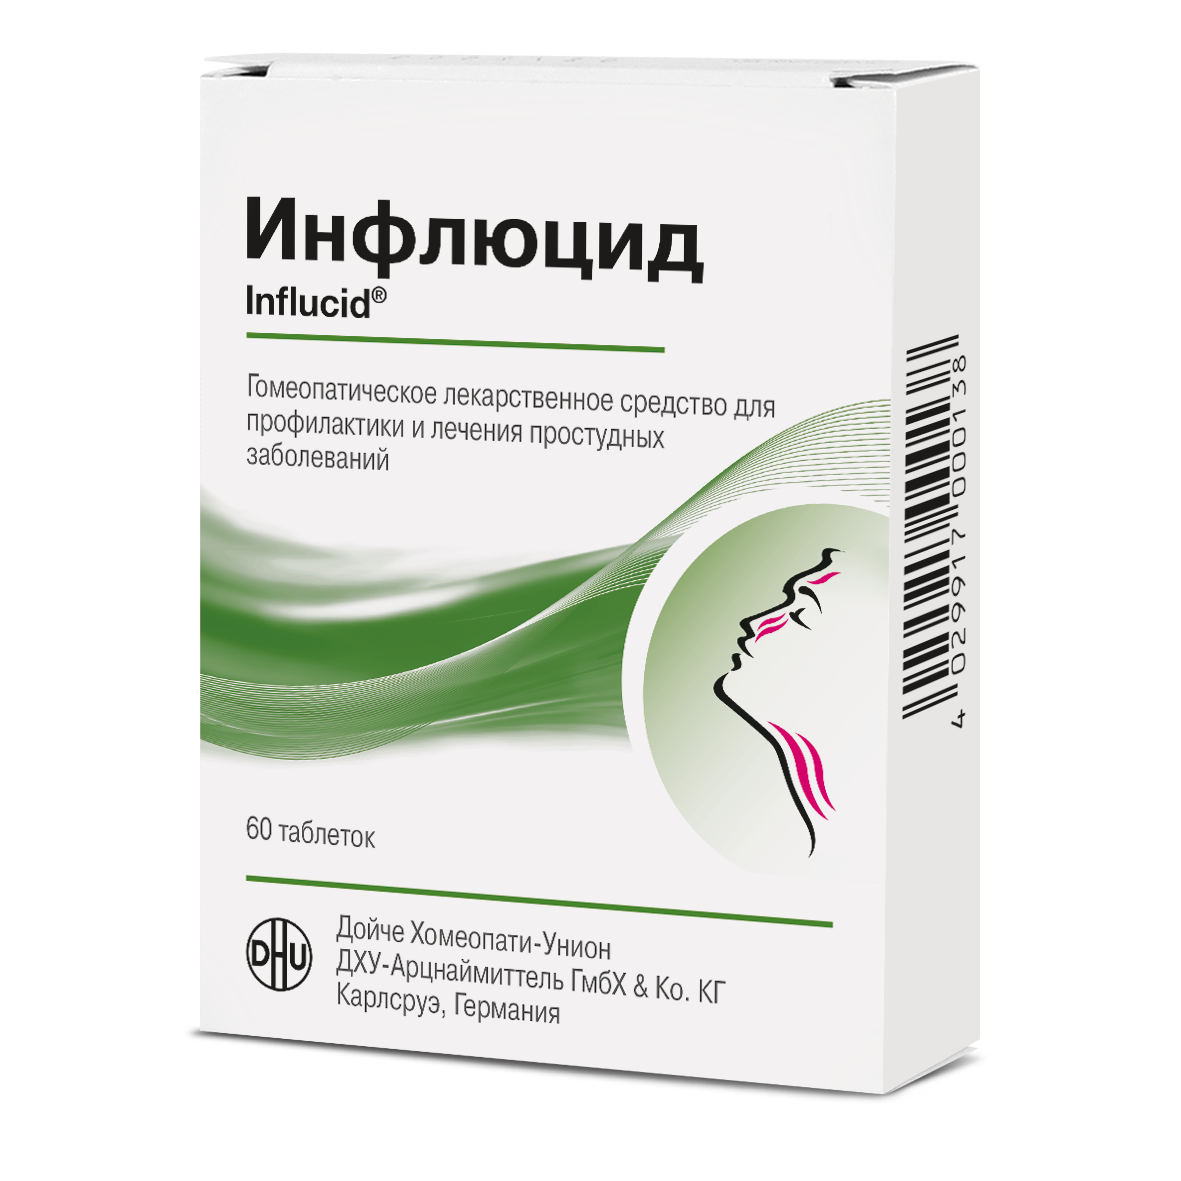 Инфлюцид
Influcid®
Гомеопатическое лекарственное средство для
профилактики и лечения простудных
заболеваний
60 таблеток
DHU
Дойче Хомеопати-Унион
ДХУ-Арцнаймиттель ГмбХ & Ко. КГ
Карлсруэ, Германия
4 029917 000138